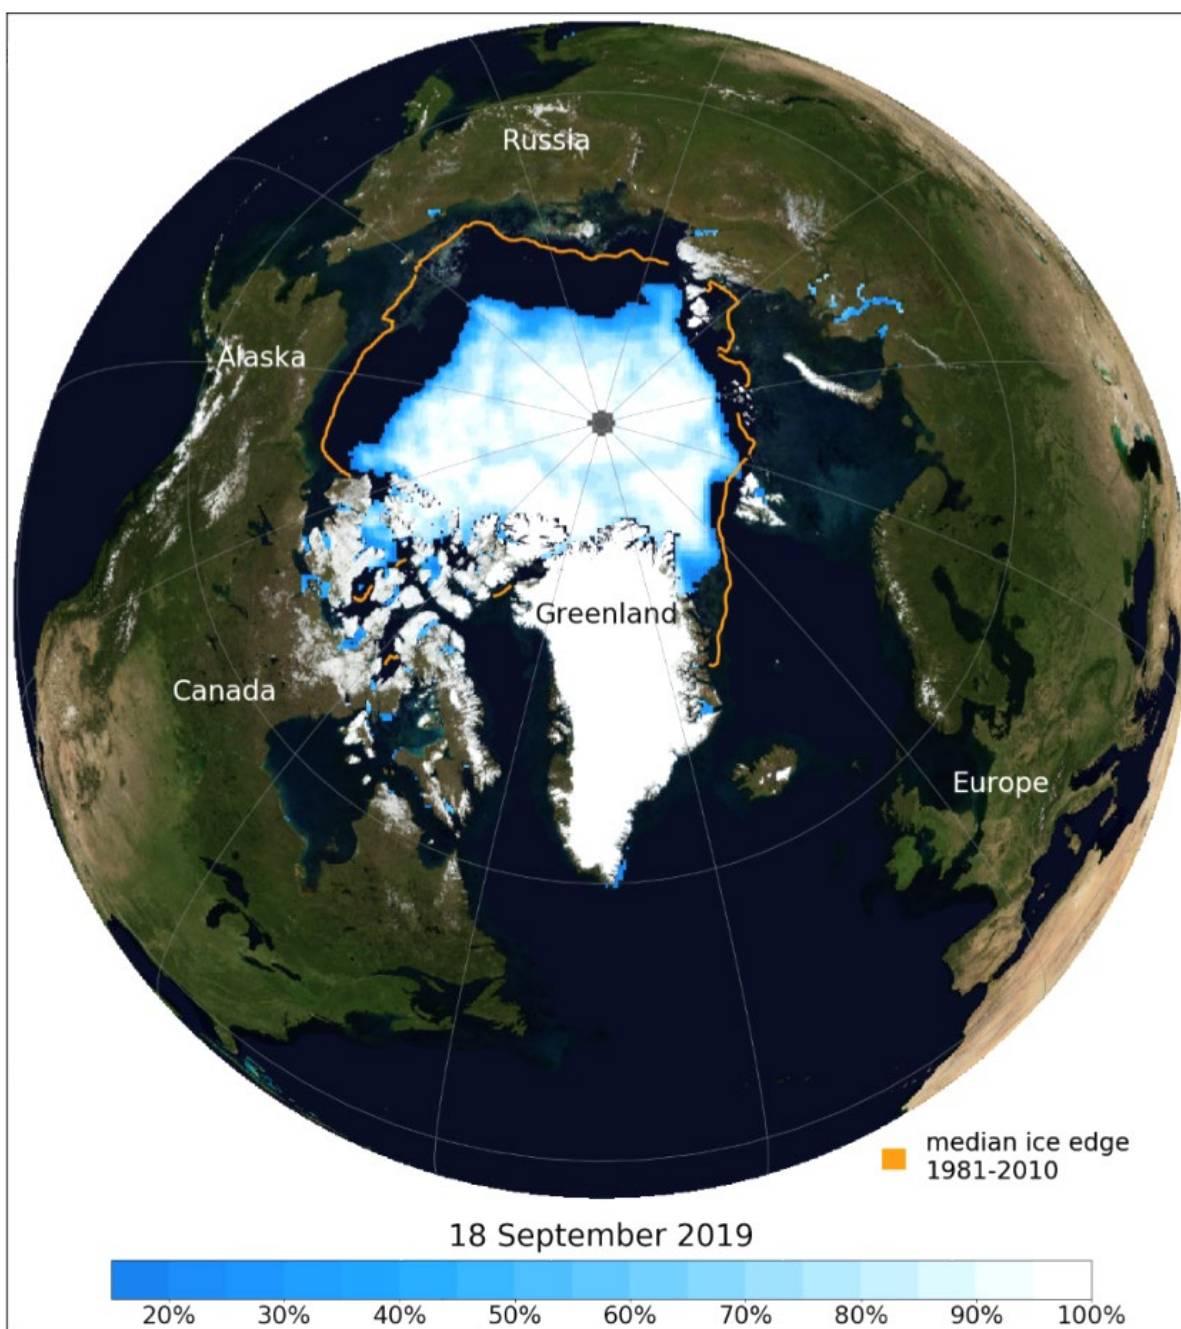 Russia
Alaska
Greenland
Canada
Europe
median ice edge
1981-2010
18 September 2019
20% 30% 40% 50% 60% 70% 80% 90% 100%